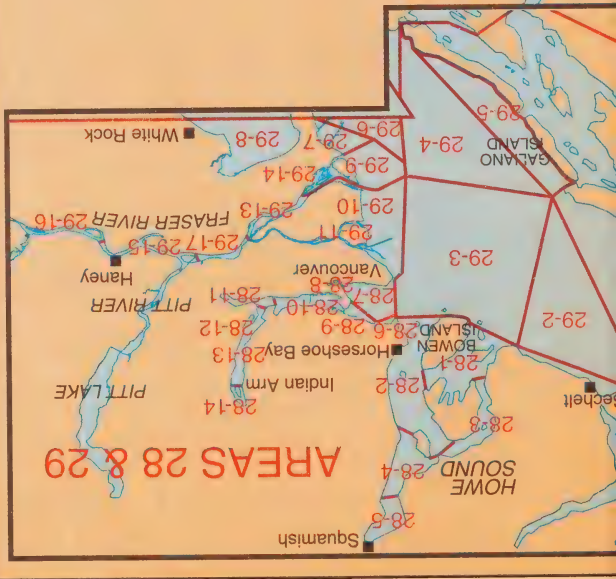 Squamish
28-5
HOWE
SOUND
28-4
AREAS 28 & 29
28-3
28-14
echelt
PITT LAKE
28-2
Indian Arm
28-1
28-13
Horseshoe Bay
BOWEN
ISLAND
28-6
28-9
28-12
29-2
28-10
PITT RIVER
28-7
28-11
28-8
Haney
Vancouver
29-3
29-17
29-15
29-11
FRASER RIVER
29-16
29-13
29-10
29-14
29-9
GALIANO
ISLAND
29-4
29-7
29-8
White Rock
29-6
29-5